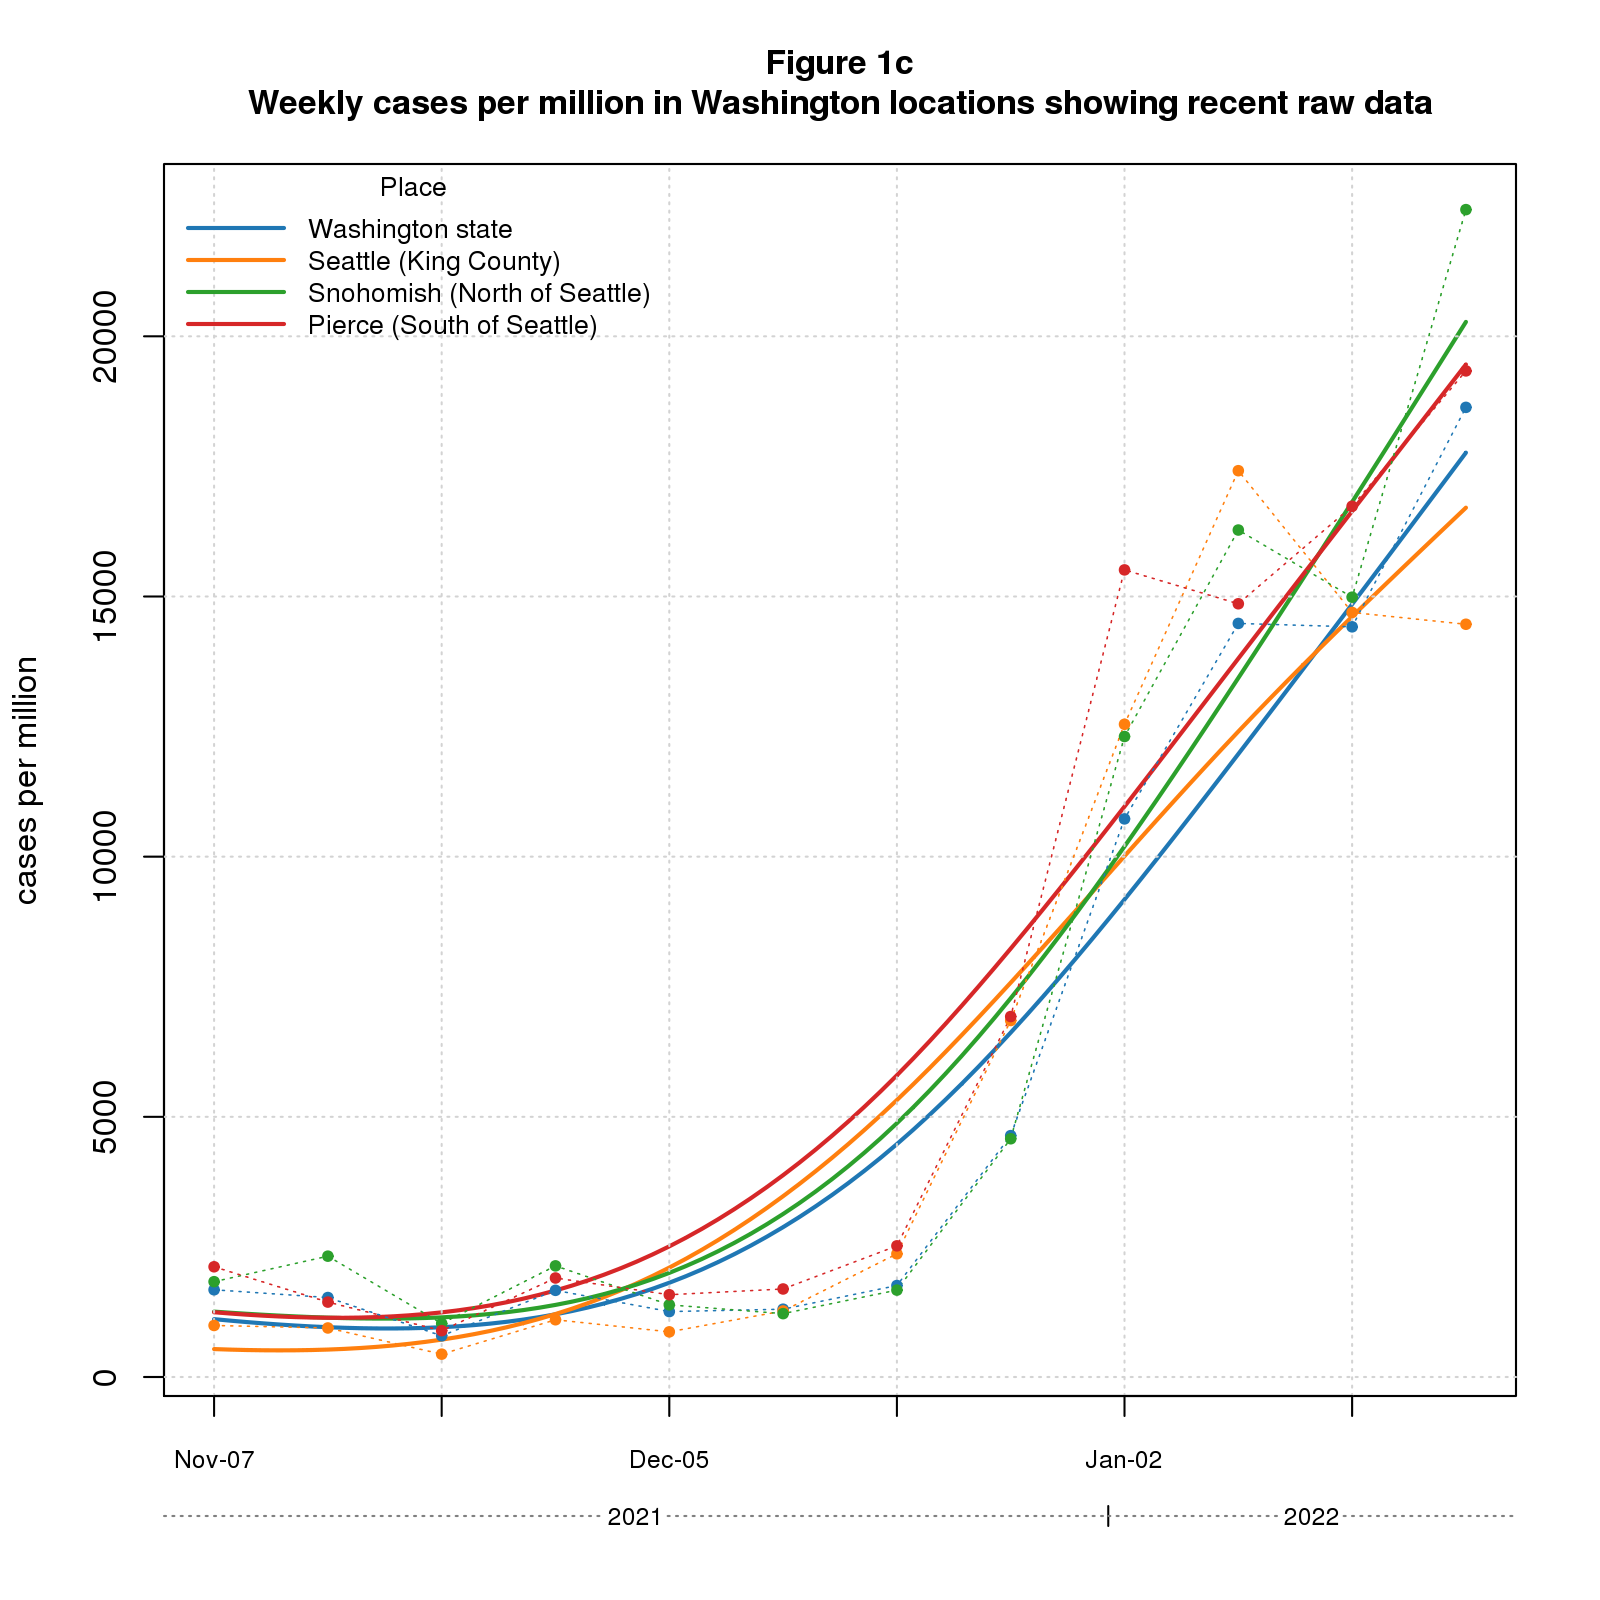 Figure 1c
Weekly cases per million in Washington locations showing recent raw data
Place
Washington state
Seattle (King County)
Snohomish (North of Seattle)
Pierce (South of Seattle)
cases per million
20000
15000
10000
5000
0
Nov-07 Dec-05 Jan-02
2021 2022